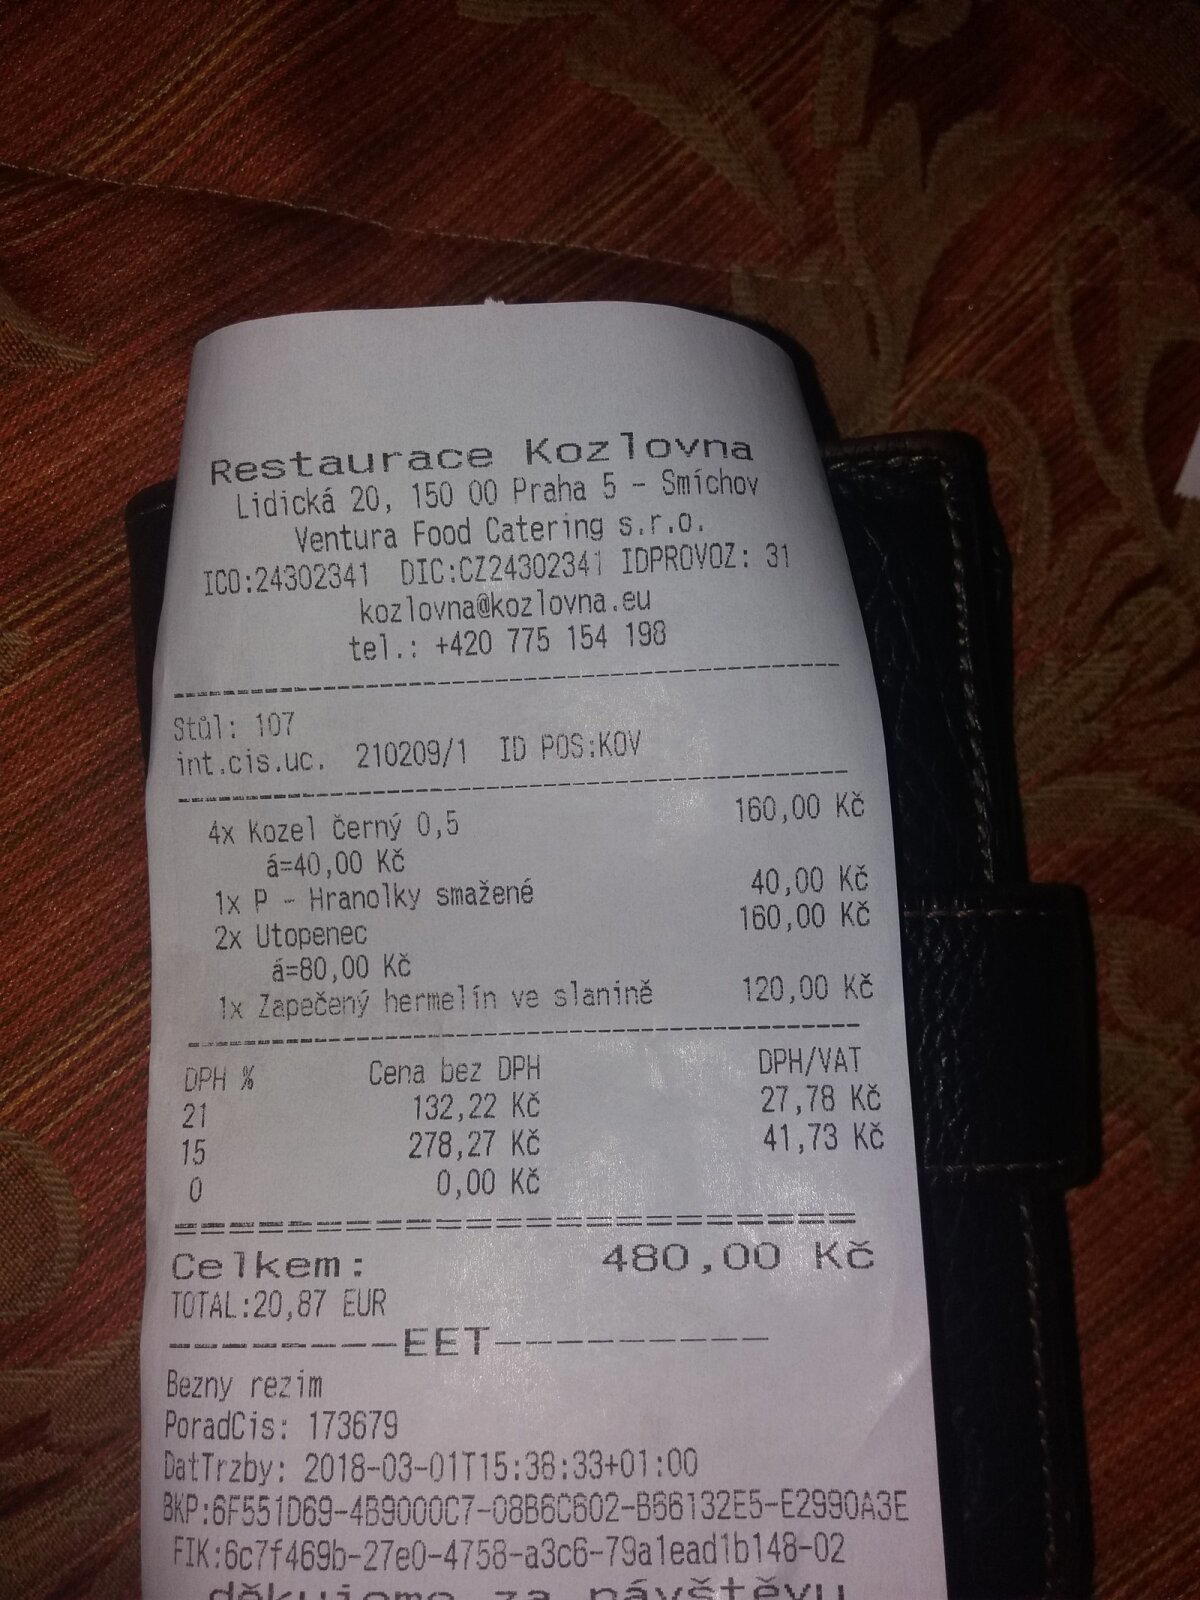 Restaurace Kozlovna
Lidická 20, 150 00 Praha 5 - Smíchov
Ventura Food Catering s.r.o.
ICO:24302341 DIC:CZ24302341 IDPROVOZ: 31
kozlovna@kozlovna.eu
tel.: +420 775 154 198
Stůl: 107
int.cis.uc. 210209/1 ID POS:KOV
4x Kozel černý 0,5 160,00 Kč
á=40,00 Kč
1x P - Hranolky smažené 40,00 Kč
2x Utopenec 160,00 Kč
á=80,00 Kč
1x Zapečený hermelín ve slanině 120,00 Kč
DPH % Cena bez DPH DPH/VAT
21 132,22 Kč 27,78 Kč
15 278,27 Kč 41,73 Kč
0 0,00 Kč
Celkem: 480,00 Kč
TOTAL:20,87 EUR
---------EET----------
Bezny rezim
PoradCis: 173679
DatTrzby: 2018-03-01T15:38:33+01:00
BKP:6F551D69-4B9000C7-08B6C602-B66132E5-E2990A3E
FIK:6c7f469b-27e0-4758-a3c6-79a1ead1b148-02
děkujeme za návštěvu